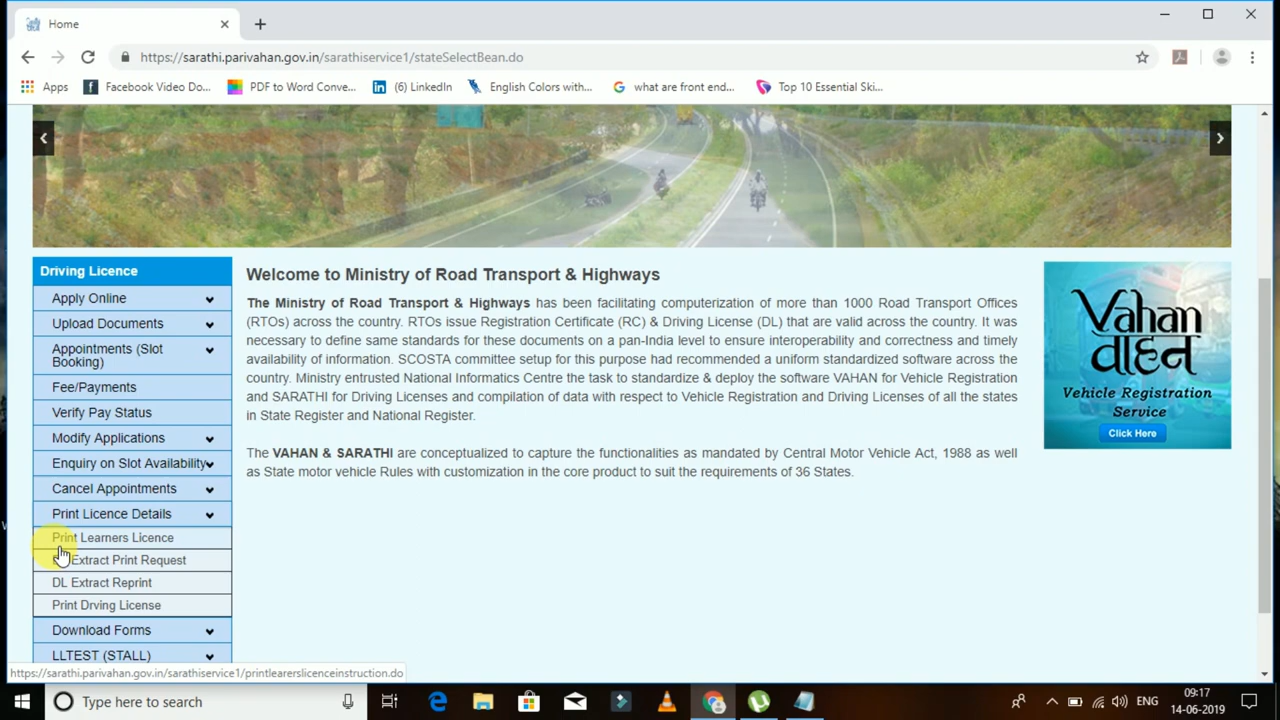 Home
https://sarathi.parivahan.gov.in/sarathiservice1/stateSelectBean.do
Apps
Facebook Video Do...
PDF to Word Conve...
(6) LinkedIn
English Colors with...
what are front end...
Top 10 Essential Ski...
Driving Licence
Apply Online
Upload Documents
Appointments (Slot
Booking)
Fee/Payments
Verify Pay Status
Modify Applications
Enquiry on Slot Availability
Cancel Appointments
Print Licence Details
Print Learners Licence
Extract Print Request
DL Extract Reprint
Print Drving License
Download Forms
LLTEST (STALL)
Welcome to Ministry of Road Transport & Highways
The Ministry of Road Transport & Highways has been facilitating computerization of more than 1000 Road Transport Offices
(RTOs) across the country. RTOs issue Registration Certificate (RC) & Driving License (DL) that are valid across the country. It was
necessary to define same standards for these documents on a pan-India level to ensure interoperability and correctness and timely
availability of information. SCOSTA committee setup for this purpose had recommended a uniform standardized software across the
country. Ministry entrusted National Informatics Centre the task to standardize & deploy the software VAHAN for Vehicle Registration
and SARATHI for Driving Licenses and compilation of data with respect to Vehicle Registration and Driving Licenses of all the states
in State Register and National Register.
The VAHAN & SARATHI are conceptualized to capture the functionalities as mandated by Central Motor Vehicle Act, 1988 as well
as State motor vehicle Rules with customization in the core product to suit the requirements of 36 States.
Vahan
वाहन
Vehicle Registration
Service
Click Here
https://sarathi.parivahan.gov.in/sarathiservice1/printlearerslicenceinstruction.do
Type here to search
ENG
09:17
14-06-2019